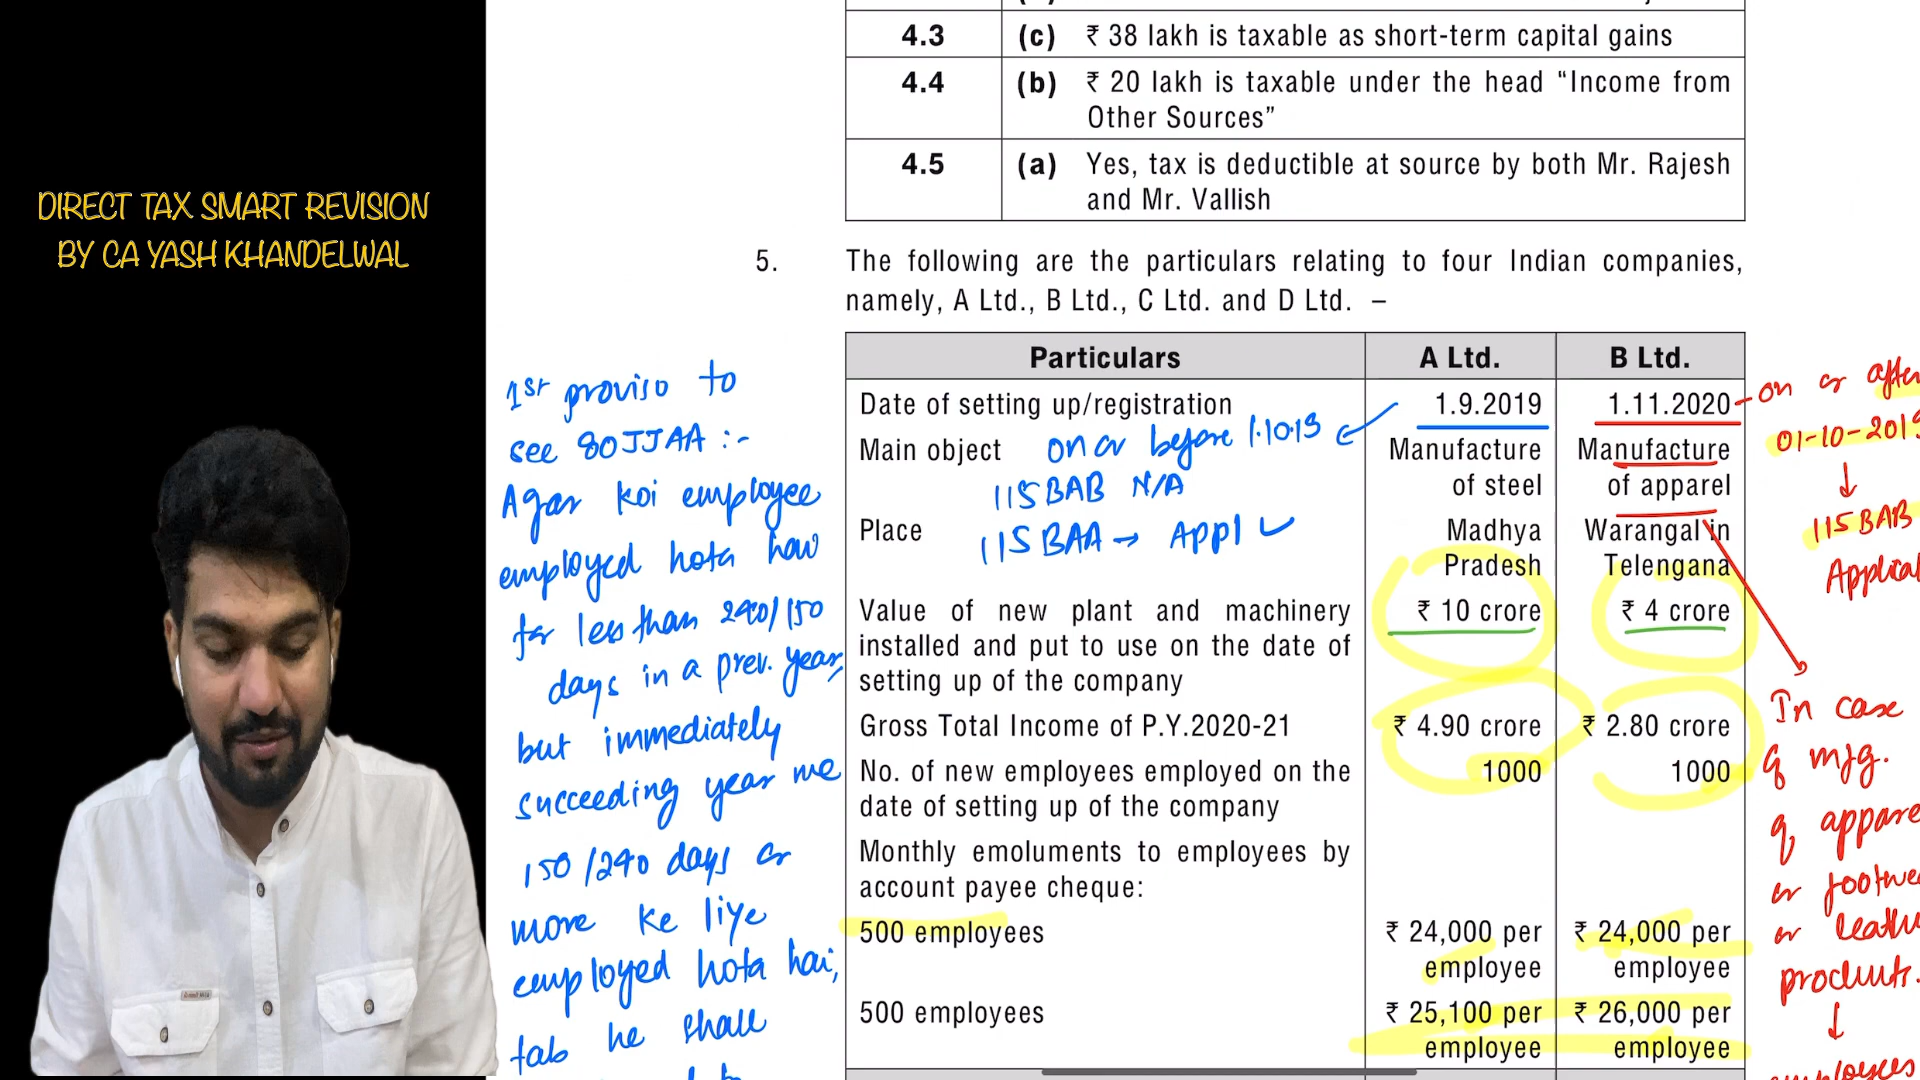 DIRECT TAX SMART REVISION
BY CA YASH KHANDELWAL
4.3 (c) ₹ 38 lakh is taxable as short-term capital gains
4.4 (b) ₹ 20 lakh is taxable under the head “Income from
Other Sources”
4.5 (a) Yes, tax is deductible at source by both Mr. Rajesh
and Mr. Vallish
5. The following are the particulars relating to four Indian companies,
namely, A Ltd., B Ltd., C Ltd. and D Ltd. –
Particulars A Ltd. B Ltd.
Date of setting up/registration 1.9.2019 1.11.2020
Main object Manufacture of steel Manufacture of apparel
Place Madhya Pradesh Warangal in Telengana
Value of new plant and machinery ₹ 10 crore ₹ 4 crore
installed and put to use on the date of
setting up of the company
Gross Total Income of P.Y.2020-21 ₹ 4.90 crore ₹ 2.80 crore
No. of new employees employed on the 1000 1000
date of setting up of the company
Monthly emoluments to employees by
account payee cheque:
500 employees ₹ 24,000 per employee ₹ 24,000 per employee
500 employees ₹ 25,100 per employee ₹ 26,000 per employee
on or before 1.10.19
115BAB N/A
115BAA → Appl ✓
1st proviso to
sec 80JJAA :-
Agar koi employee
employed hota hai
for less than 240/150
days in a prev. year,
but immediately
succeeding year me
150/240 days or
more ke liye
employed hota hai,
tab he shall
on or after
01-10-2019
↓
115BAB
In case
of mfg.
of
or
or
products.
↓